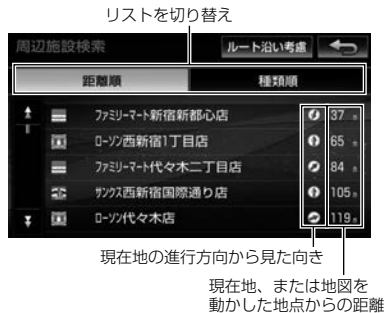 リストを切り替え
周辺施設検索 ルート沿い考慮
距離順 種類順
ファミリーマート新宿新都心店 37 m
ローソン西新宿1丁目店 65 m
ファミリーマート代々木二丁目店 84 m
サンクス西新宿国際通り店 105 m
ローソン代々木店 119 m
現在地の進行方向から見た向き
現在地、または地図を
動かした地点からの距離